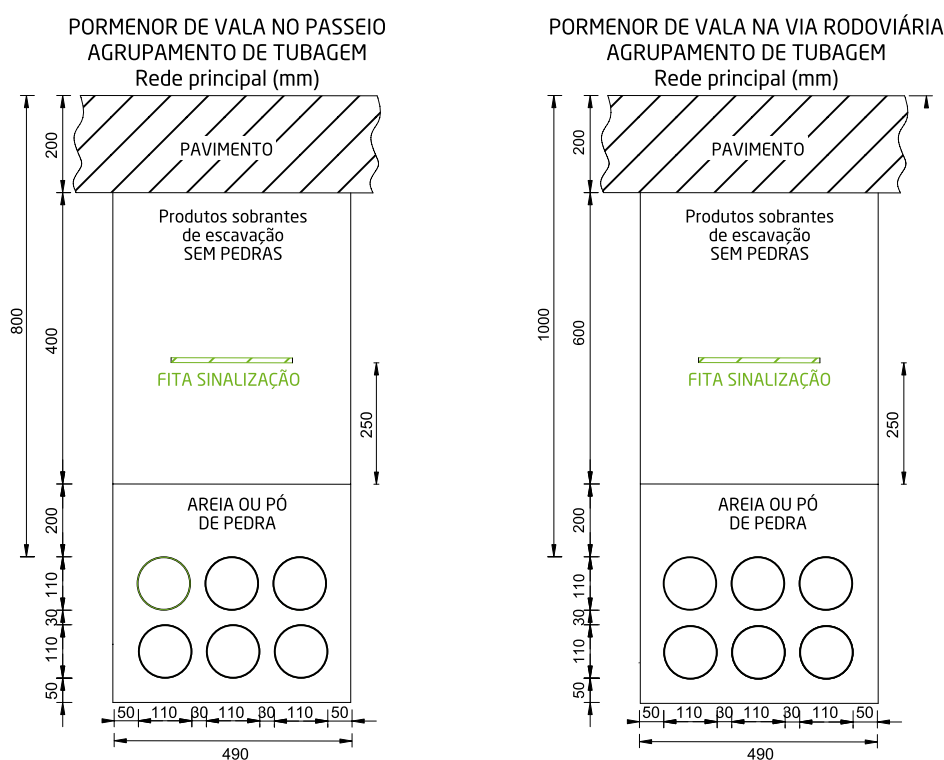 PORMENOR DE VALA NO PASSEIO
AGRUPAMENTO DE TUBAGEM
Rede principal (mm)
200
PAVIMENTO
Produtos sobrantes
de escavação
SEM PEDRAS
800
400
FITA SINALIZAÇÃO
250
AREIA OU PÓ
DE PEDRA
200
110
30
110
50
50 110 30 110 30 110 50
490
PORMENOR DE VALA NA VIA RODOVIÁRIA
AGRUPAMENTO DE TUBAGEM
Rede principal (mm)
200
PAVIMENTO
Produtos sobrantes
de escavação
SEM PEDRAS
1000
600
FITA SINALIZAÇÃO
250
AREIA OU PÓ
DE PEDRA
200
110
30
110
50
50 110 30 110 30 110 50
490